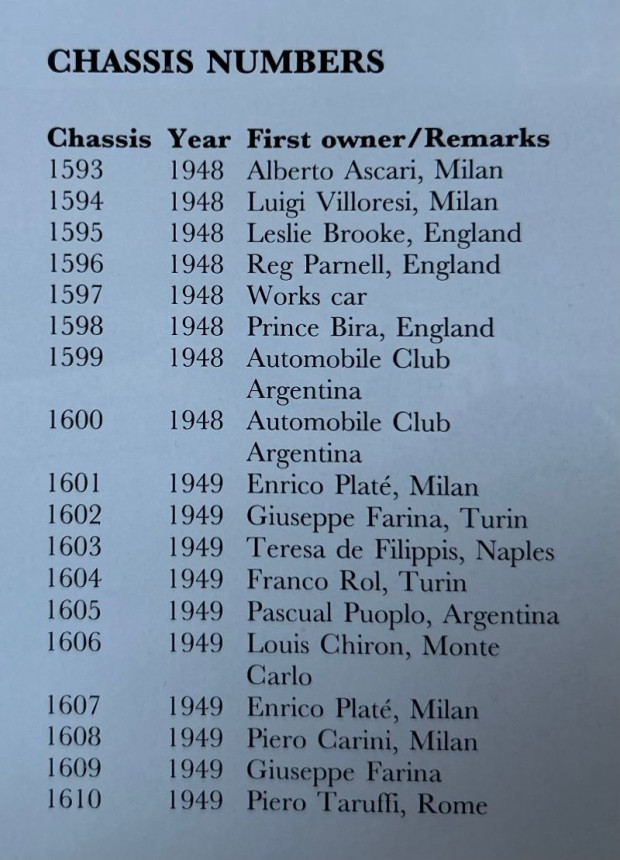 CHASSIS NUMBERS
Chassis Year First owner/Remarks
1593 1948 Alberto Ascari, Milan
1594 1948 Luigi Villoresi, Milan
1595 1948 Leslie Brooke, England
1596 1948 Reg Parnell, England
1597 1948 Works car
1598 1948 Prince Bira, England
1599 1948 Automobile Club
Argentina
1600 1948 Automobile Club
Argentina
1601 1949 Enrico Platé, Milan
1602 1949 Giuseppe Farina, Turin
1603 1949 Teresa de Filippis, Naples
1604 1949 Franco Rol, Turin
1605 1949 Pascual Puoplo, Argentina
1606 1949 Louis Chiron, Monte
Carlo
1607 1949 Enrico Platé, Milan
1608 1949 Piero Carini, Milan
1609 1949 Giuseppe Farina
1610 1949 Piero Taruffi, Rome